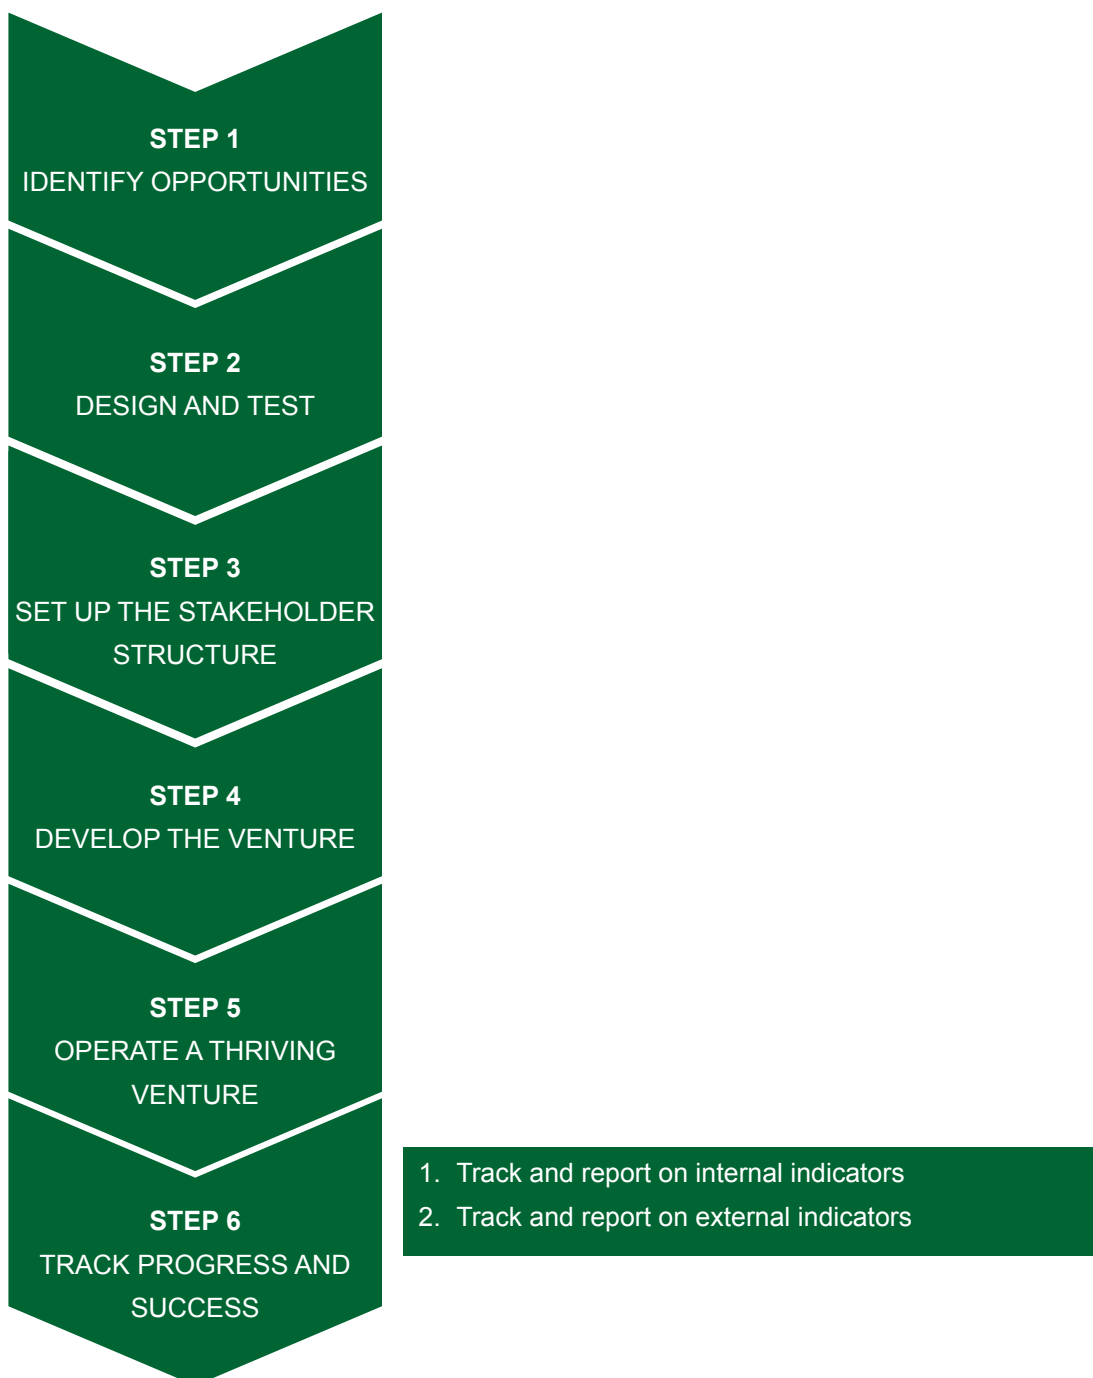 STEP 1
IDENTIFY OPPORTUNITIES
STEP 2
DESIGN AND TEST
STEP 3
SET UP THE STAKEHOLDER
STRUCTURE
STEP 4
DEVELOP THE VENTURE
STEP 5
OPERATE A THRIVING
VENTURE
STEP 6
TRACK PROGRESS AND
SUCCESS
1. Track and report on internal indicators
2. Track and report on external indicators